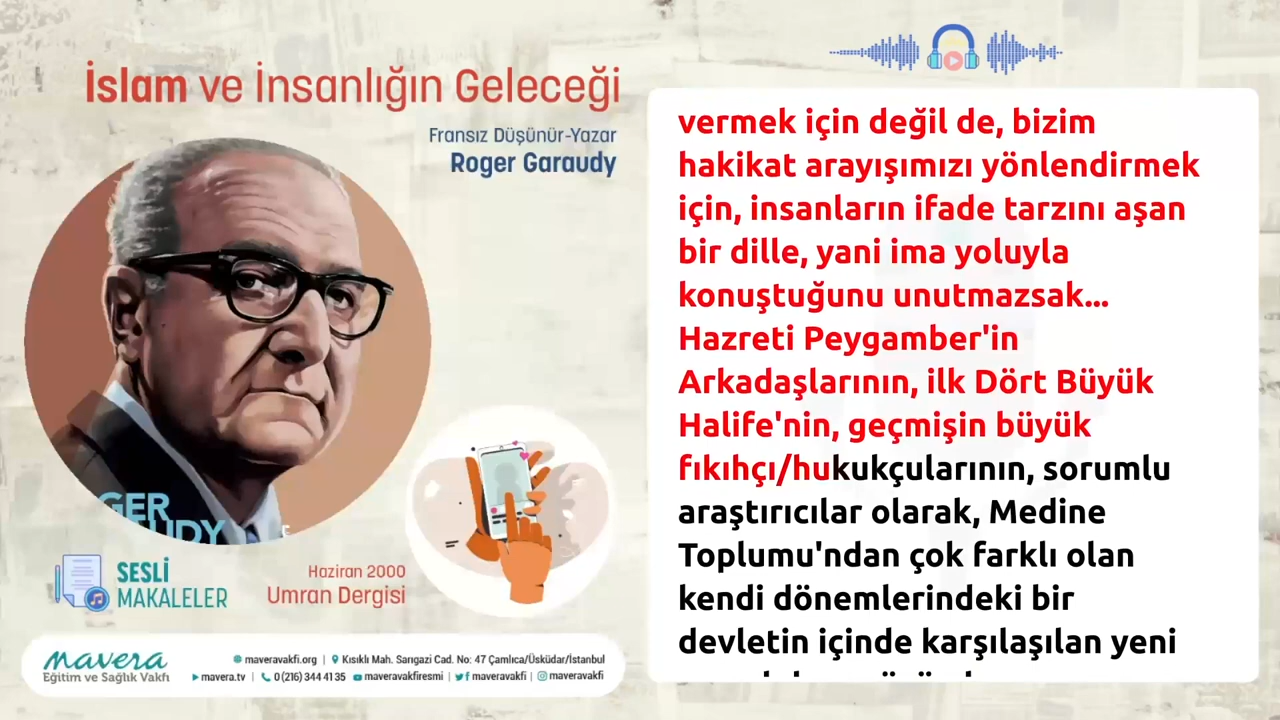 İslam ve İnsanlığın Geleceği
Fransız Düşünür-Yazar
Roger Garaudy
SESLİ
MAKALELER
Haziran 2000
Umran Dergisi
mavera
Eğitim ve Sağlık Vakfı
maveravakfi.org | Kısıklı Mah. Sarıgazi Cad. No: 47 Çamlıca/Üsküdar/İstanbul
mavera.tv | 0 (216) 344 41 35 maveravakfiresmi | maveravakfi | maveravakfi
vermek için değil de, bizim
hakikat arayışımızı yönlendirmek
için, insanların ifade tarzını aşan
bir dille, yani ima yoluyla
konuştuğunu unutmazsak...
Hazreti Peygamber'in
Arkadaşlarının, ilk Dört Büyük
Halife'nin, geçmişin büyük
fıkıhçı/hukukçularının, sorumlu
araştırıcılar olarak, Medine
Toplumu'ndan çok farklı olan
kendi dönemlerindeki bir
devletin içinde karşılaşılan yeni